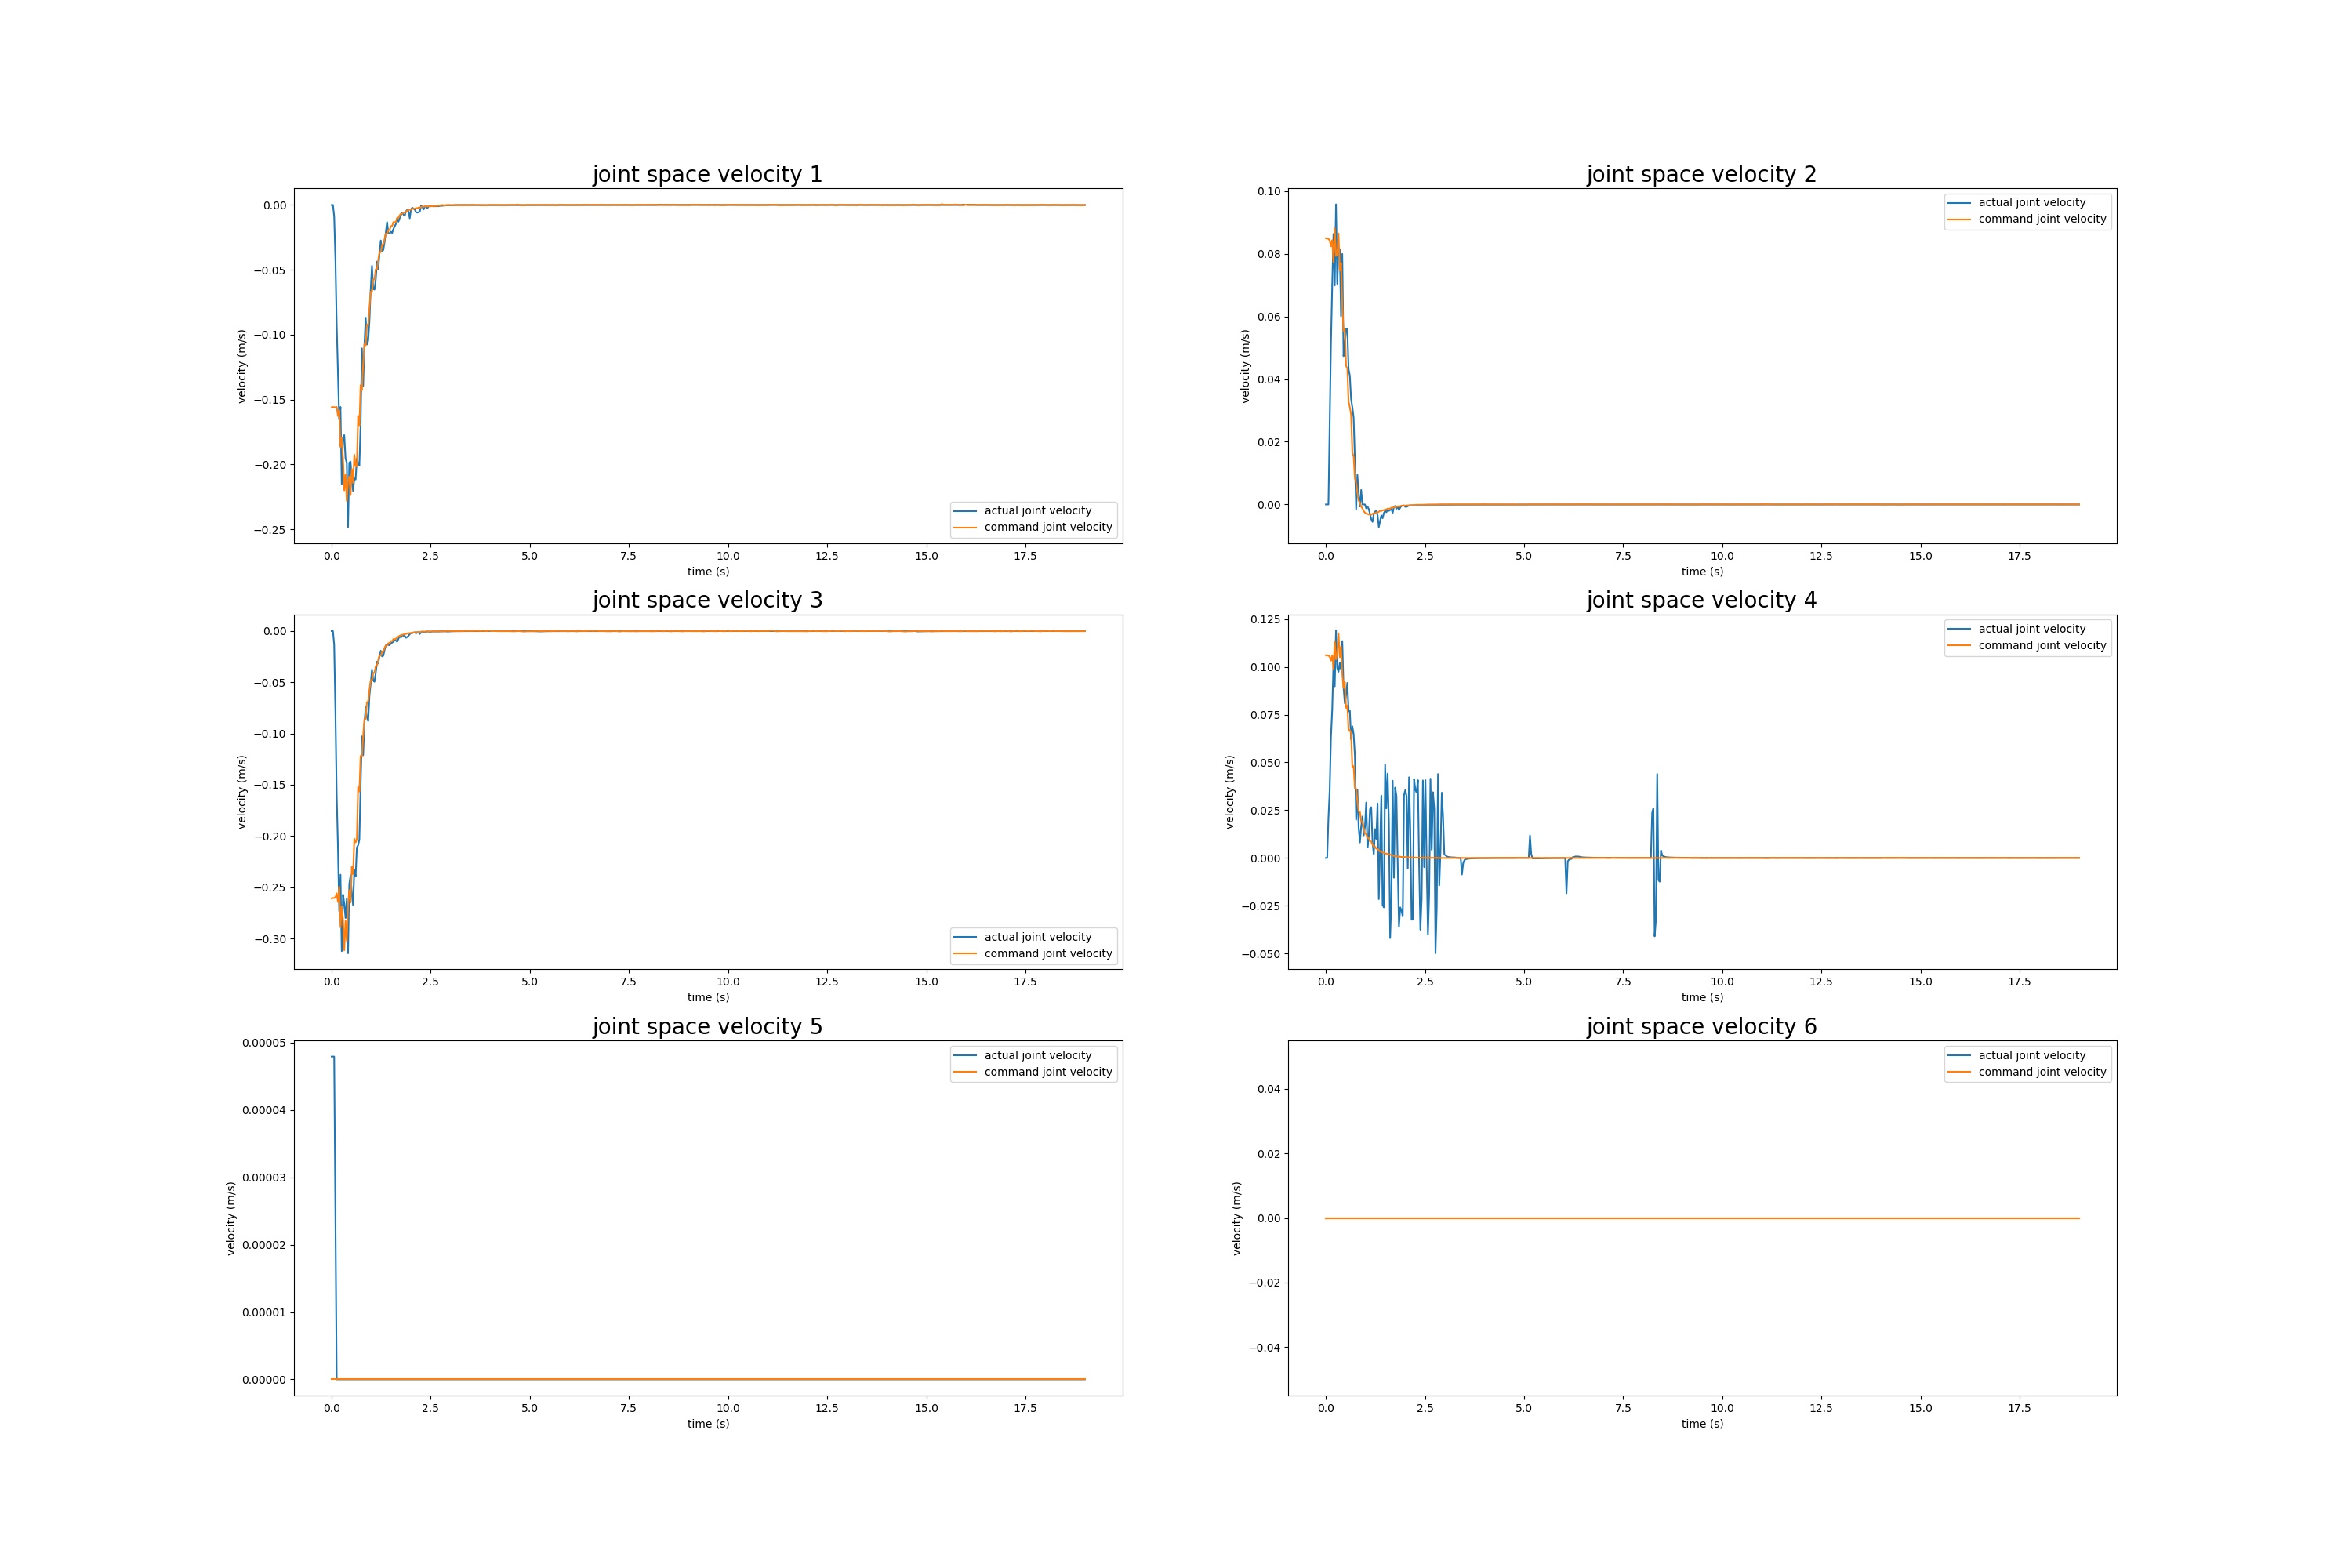 joint space velocity 1
0.00
−0.05
−0.10
−0.15
−0.20
−0.25
velocity (m/s)
actual joint velocity
command joint velocity
0.0 2.5 5.0 7.5 10.0 12.5 15.0 17.5
time (s)
joint space velocity 2
0.10
0.08
0.06
0.04
0.02
0.00
velocity (m/s)
actual joint velocity
command joint velocity
0.0 2.5 5.0 7.5 10.0 12.5 15.0 17.5
time (s)
joint space velocity 3
0.00
−0.05
−0.10
−0.15
−0.20
−0.25
−0.30
velocity (m/s)
actual joint velocity
command joint velocity
0.0 2.5 5.0 7.5 10.0 12.5 15.0 17.5
time (s)
joint space velocity 4
0.125
0.100
0.075
0.050
0.025
0.000
−0.025
−0.050
velocity (m/s)
actual joint velocity
command joint velocity
0.0 2.5 5.0 7.5 10.0 12.5 15.0 17.5
time (s)
joint space velocity 5
0.00005
0.00004
0.00003
0.00002
0.00001
0.00000
velocity (m/s)
actual joint velocity
command joint velocity
0.0 2.5 5.0 7.5 10.0 12.5 15.0 17.5
time (s)
joint space velocity 6
0.04
0.02
0.00
−0.02
−0.04
velocity (m/s)
actual joint velocity
command joint velocity
0.0 2.5 5.0 7.5 10.0 12.5 15.0 17.5
time (s)